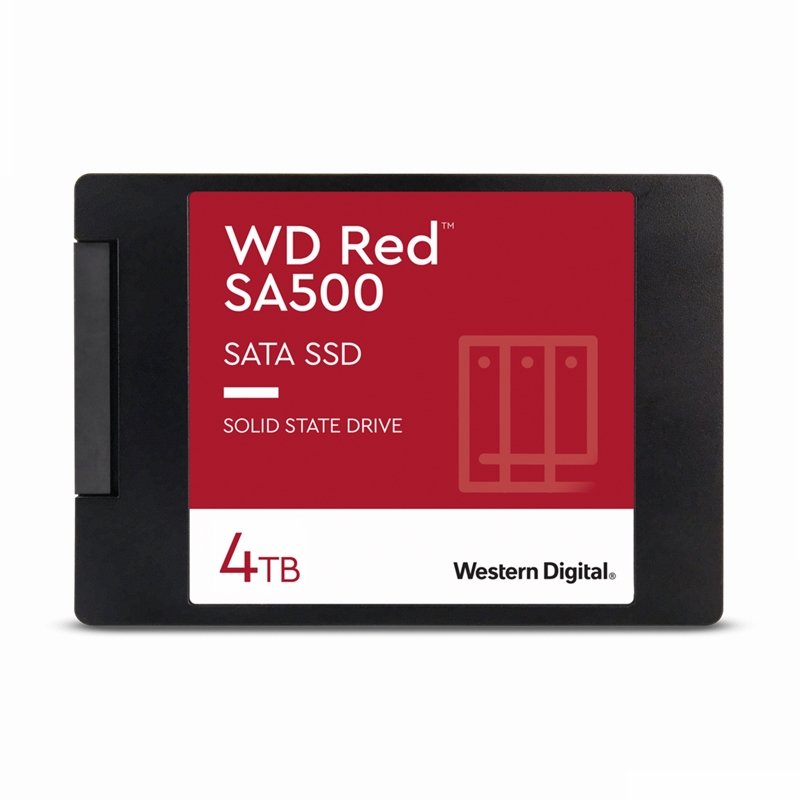 WD Red™
SA500
SATA SSD
SOLID STATE DRIVE
4TB
Western Digital®